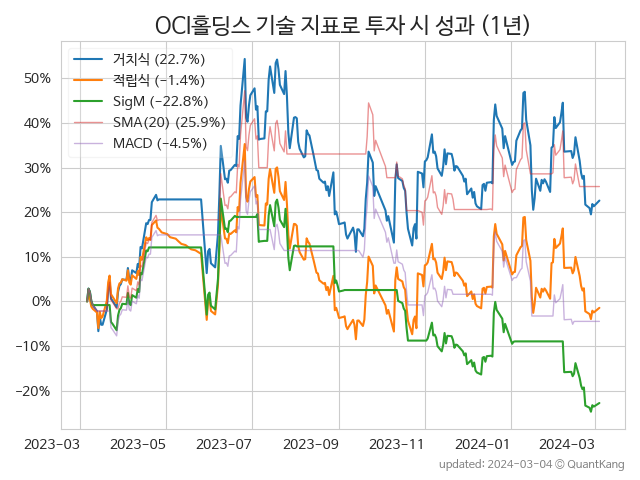 OCI홀딩스 기술 지표로 투자 시 성과 (1년)
거치식 (22.7%)
적립식 (−1.4%)
SigM (−22.8%)
SMA(20) (25.9%)
MACD (−4.5%)
50%
40%
30%
20%
10%
0%
−10%
−20%
2023-03 2023-05 2023-07 2023-09 2023-11 2024-01 2024-03
updated: 2024-03-04 © QuantKang